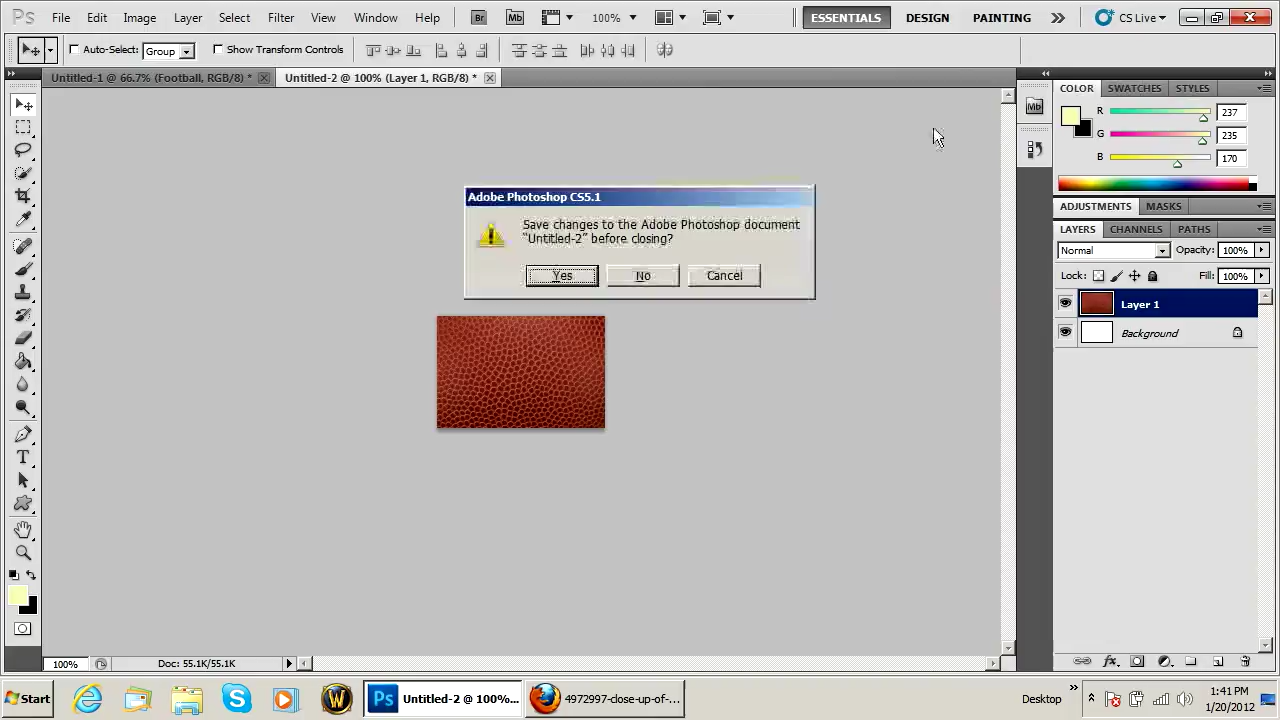 Ps File Edit Image Layer Select Filter View Window Help Br Mb 100% ESSENTIALS DESIGN PAINTING CS Live
Auto-Select: Group Show Transform Controls
Untitled-1 @ 66.7% (Football, RGB/8) * Untitled-2 @ 100% (Layer 1, RGB/8) *
COLOR SWATCHES STYLES
Mb
R 237
G 235
B 170
Adobe Photoshop CS5.1
Save changes to the Adobe Photoshop document
“Untitled-2” before closing?
Yes No Cancel
ADJUSTMENTS MASKS
LAYERS CHANNELS PATHS
Normal Opacity: 100%
Lock: Fill: 100%
Layer 1
Background
T
fx
100% Doc: 55.1K/55.1K
Start S W Ps Untitled-2 @ 100%... 4972997-close-up-of-... Desktop
1:41 PM
1/20/2012